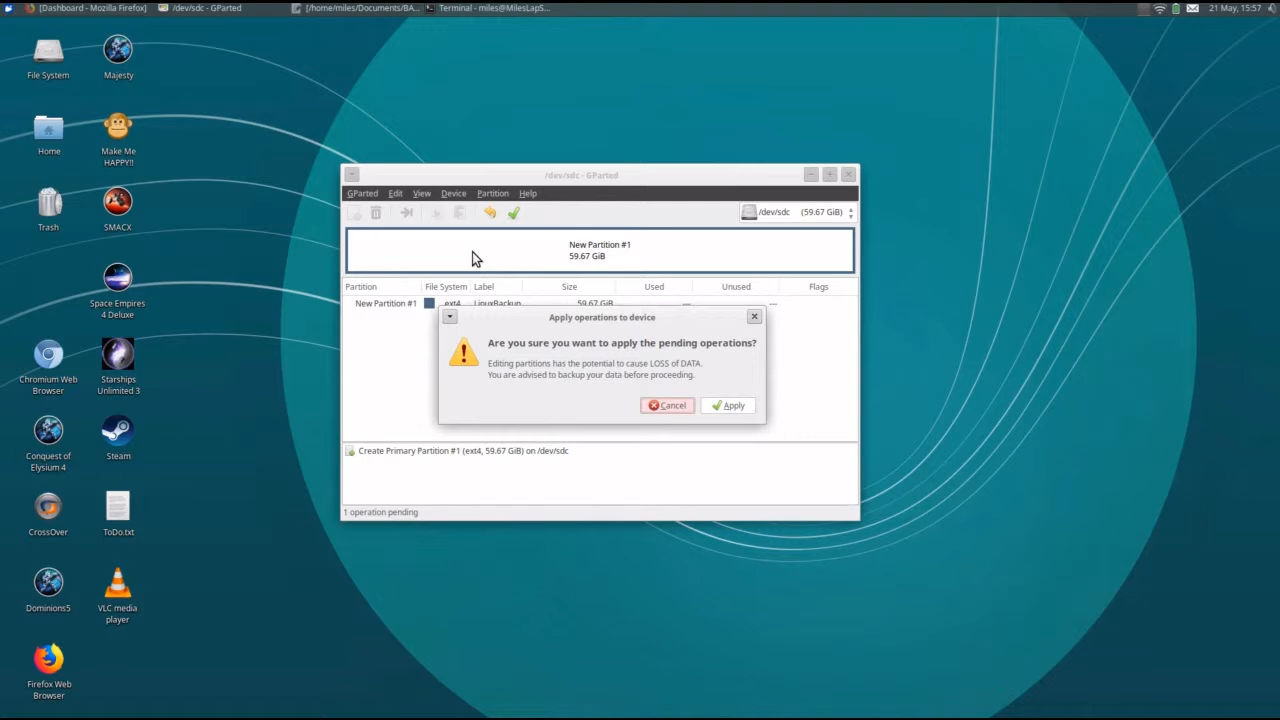 [Dashboard - Mozilla Firefox]
/dev/sdc - GParted
[/home/miles/Documents/BA...
Terminal - miles@MilesLapS...
21 May, 15:57
File System
Majesty
Home
Make Me
HAPPY!!
Trash
SMACX
Space Empires
4 Deluxe
Chromium Web
Browser
Starships
Unlimited 3
Conquest of
Elysium 4
Steam
CrossOver
ToDo.txt
Dominions5
VLC media
player
Firefox Web
Browser
/dev/sdc - GParted
GParted Edit View Device Partition Help
/dev/sdc (59.67 GiB)
New Partition #1
59.67 GiB
Partition File System Label Size Used Unused Flags
New Partition #1 ext4 LinuxBackup 59.67 GiB — —
Apply operations to device
Are you sure you want to apply the pending operations?
Editing partitions has the potential to cause LOSS of DATA.
You are advised to backup your data before proceeding.
Cancel Apply
Create Primary Partition #1 (ext4, 59.67 GiB) on /dev/sdc
1 operation pending